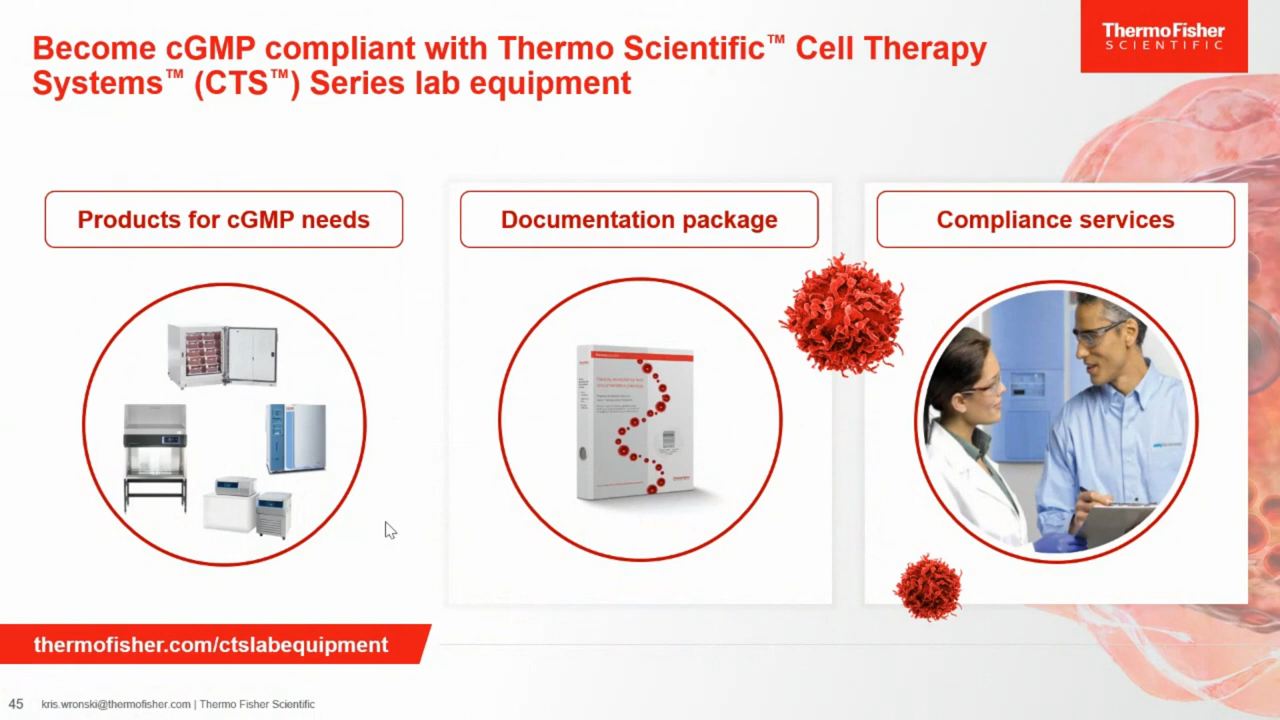 Become cGMP compliant with Thermo Scientific™ Cell Therapy
Systems™ (CTS™) Series lab equipment
ThermoFisher
SCIENTIFIC
Products for cGMP needs
Documentation package
Compliance services
thermofisher.com/ctslabequipment
45 kris.wronski@thermofisher.com | Thermo Fisher Scientific